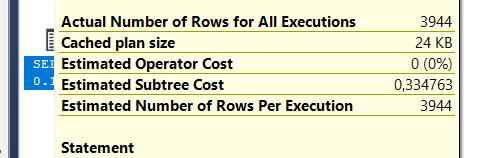 Actual Number of Rows for All Executions 3944
Cached plan size 24 KB
Estimated Operator Cost 0 (0%)
Estimated Subtree Cost 0,334763
Estimated Number of Rows Per Execution 3944
Statement